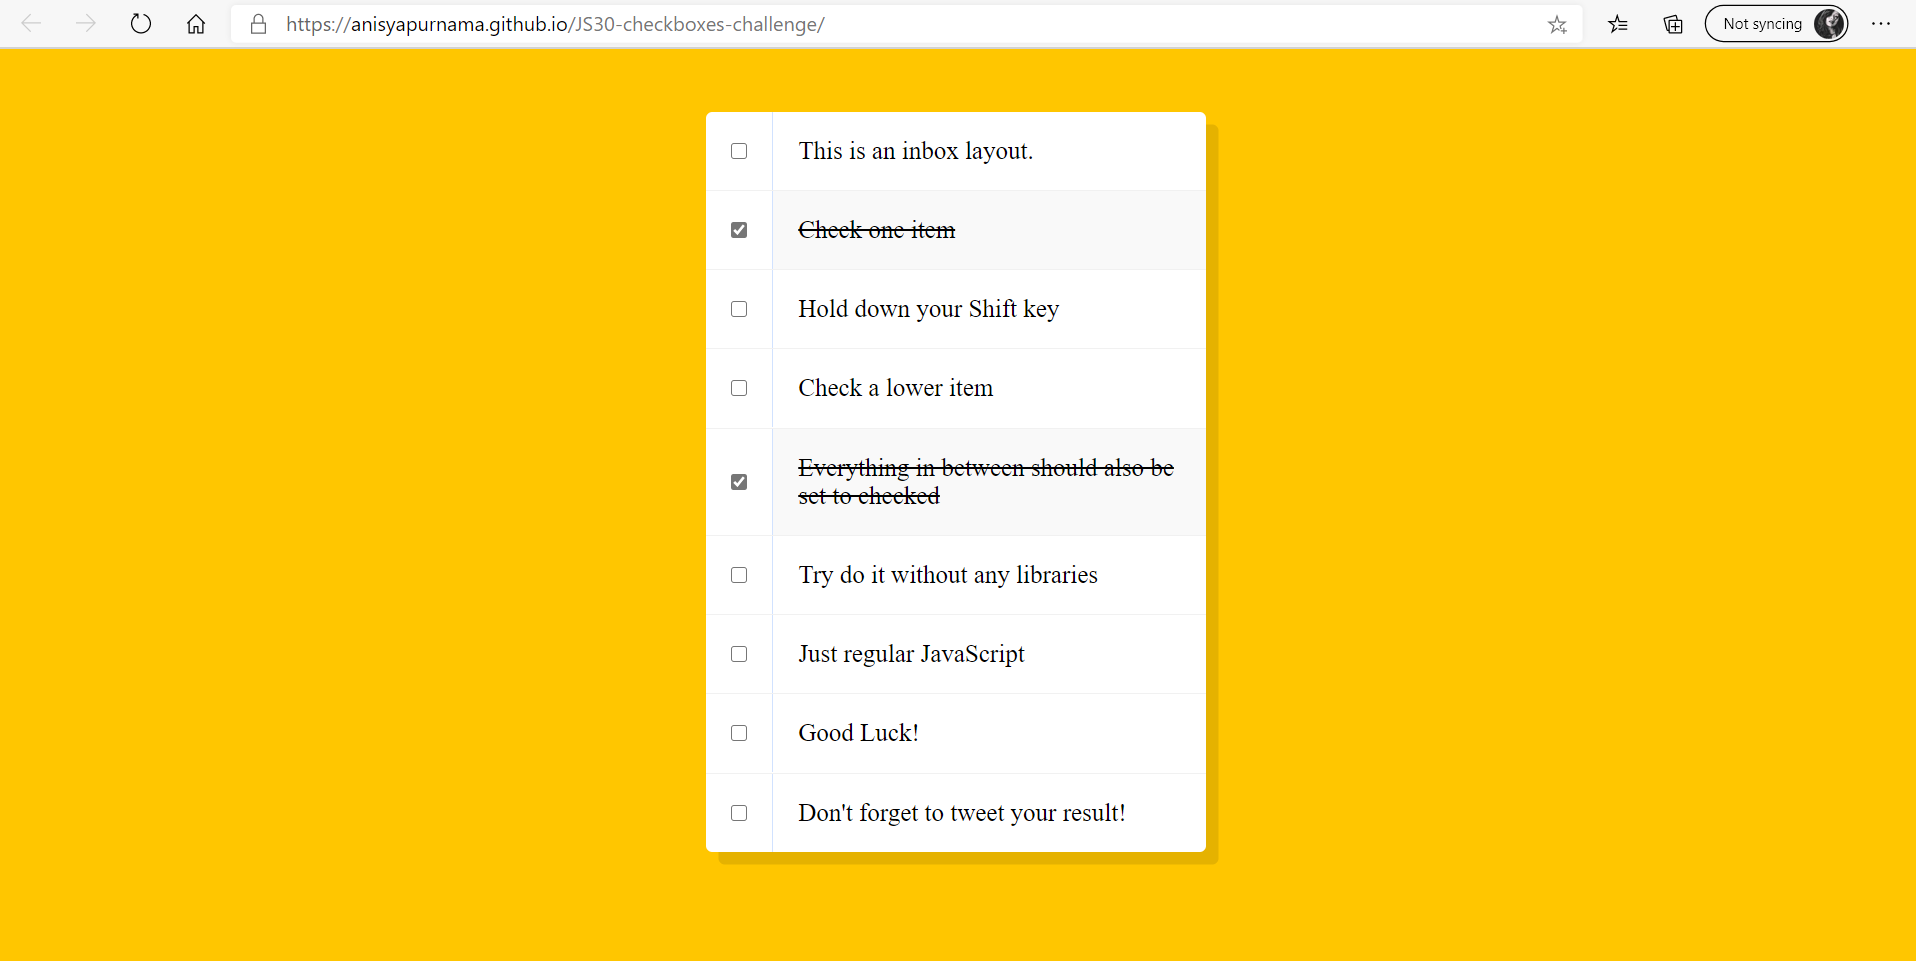 https://anisyapurnama.github.io/JS30-checkboxes-challenge/
Not syncing
This is an inbox layout.
Check one item
Hold down your Shift key
Check a lower item
Everything in between should also be
set to checked
Try do it without any libraries
Just regular JavaScript
Good Luck!
Don't forget to tweet your result!